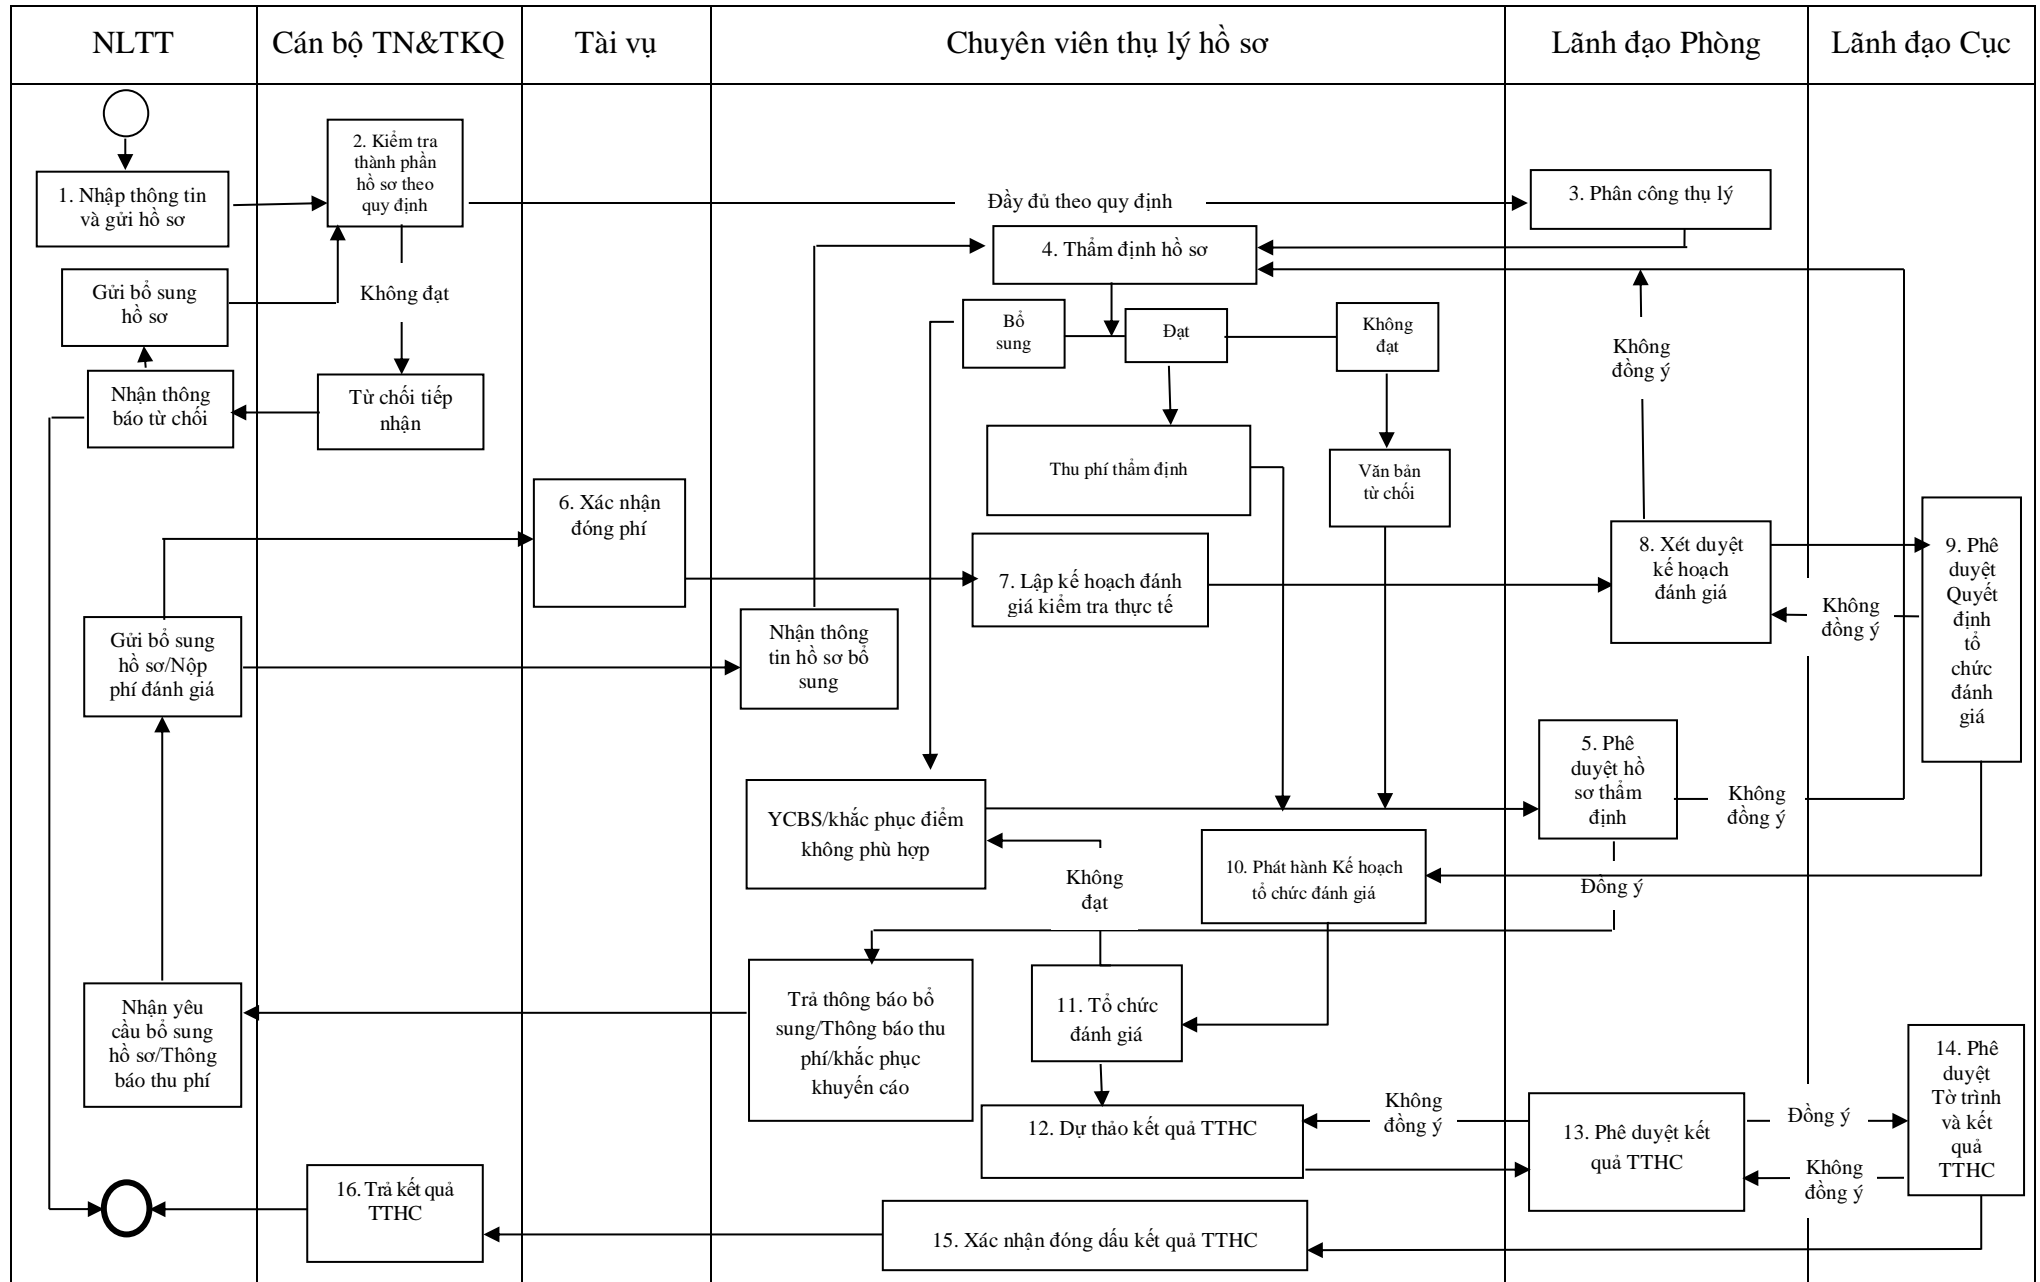 NLTT
Cán bộ TN&TKQ
Tài vụ
Chuyên viên thụ lý hồ sơ
Lãnh đạo Phòng
Lãnh đạo Cục
1. Nhập thông tin
và gửi hồ sơ
2. Kiểm tra
thành phần
hồ sơ theo
quy định
Đầy đủ theo quy định
3. Phân công thụ lý
4. Thẩm định hồ sơ
Gửi bổ sung
hồ sơ
Không đạt
Bổ
sung
Đạt
Không
đạt
Không
đồng ý
Nhận thông
báo từ chối
Từ chối tiếp
nhận
Thu phí thẩm định
Văn bản
từ chối
6. Xác nhận
đóng phí
7. Lập kế hoạch đánh
giá kiểm tra thực tế
8. Xét duyệt
kế hoạch
đánh giá
9. Phê
duyệt
Quyết
định
tổ
chức
đánh
giá
Không
đồng ý
Gửi bổ sung
hồ sơ/Nộp
phí đánh giá
Nhận thông
tin hồ sơ bổ
sung
5. Phê
duyệt hồ
sơ thẩm
định
Không
đồng ý
YCBS/khắc phục điểm
không phù hợp
Không
đạt
10. Phát hành Kế hoạch
tổ chức đánh giá
Đồng ý
Nhận yêu
cầu bổ sung
hồ sơ/Thông
báo thu phí
Trả thông báo bổ
sung/Thông báo thu
phí/khắc phục
khuyến cáo
11. Tổ chức
đánh giá
12. Dự thảo kết quả TTHC
Không
đồng ý
13. Phê duyệt kết
quả TTHC
Đồng ý
Không
đồng ý
14. Phê
duyệt
Tờ trình
và kết
quả
TTHC
16. Trả kết quả
TTHC
15. Xác nhận đóng dấu kết quả TTHC